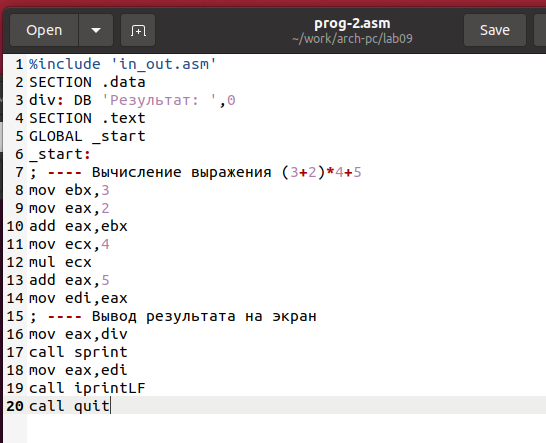 Open
prog-2.asm
~/work/arch-pc/lab09
Save
1 %include 'in_out.asm'
2 SECTION .data
3 div: DB 'Результат: ',0
4 SECTION .text
5 GLOBAL _start
6 _start:
7 ; ---- Вычисление выражения (3+2)*4+5
8 mov ebx,3
9 mov eax,2
10 add eax,ebx
11 mov ecx,4
12 mul ecx
13 add eax,5
14 mov edi,eax
15 ; ---- Вывод результата на экран
16 mov eax,div
17 call sprint
18 mov eax,edi
19 call iprintLF
20 call quit